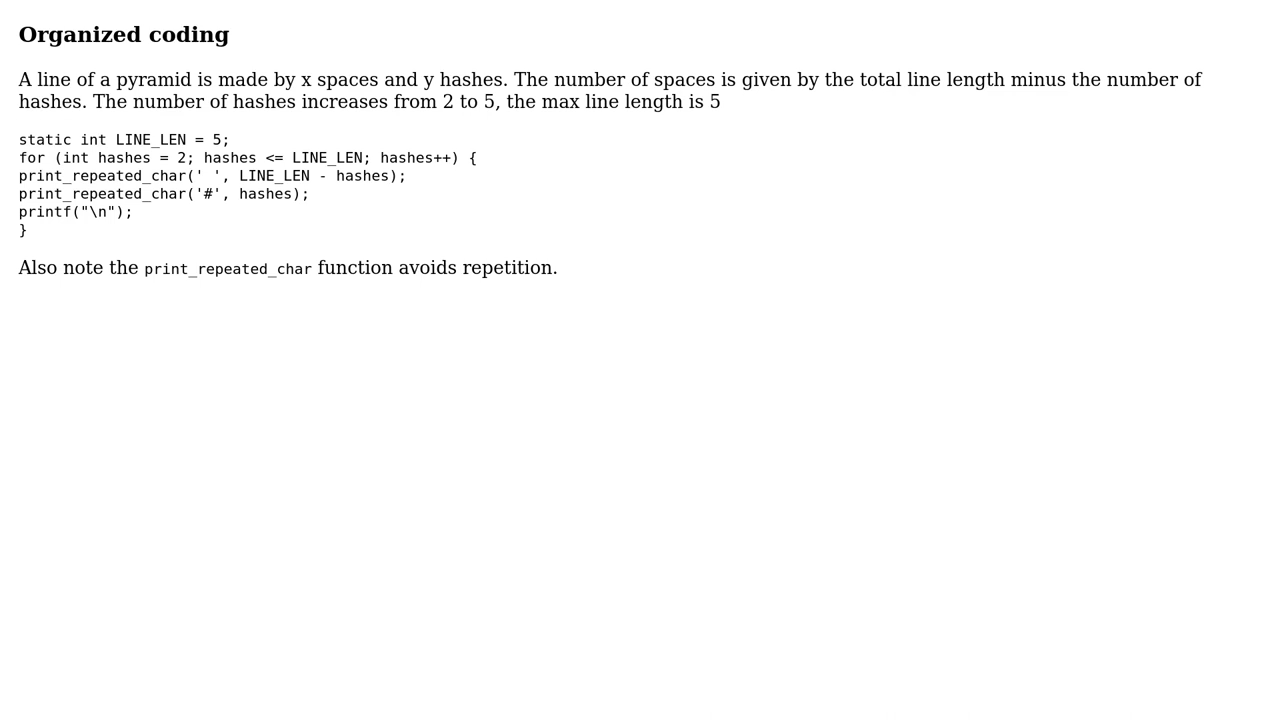 Organized coding
A line of a pyramid is made by x spaces and y hashes. The number of spaces is given by the total line length minus the number of
hashes. The number of hashes increases from 2 to 5, the max line length is 5
static int LINE_LEN = 5;
for (int hashes = 2; hashes <= LINE_LEN; hashes++) {
print_repeated_char(' ', LINE_LEN - hashes);
print_repeated_char('#', hashes);
printf("\n");
}
Also note the print_repeated_char function avoids repetition.